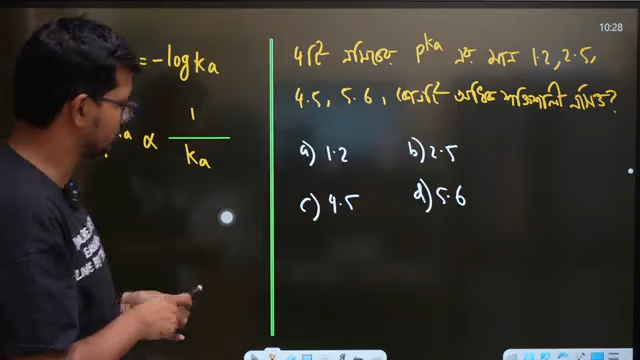 10:28
= -log ka
∝ 1/ka
4টি এসিডের pka এর মান 1.2, 2.5,
4.5, 5.6, কোনটি অধিক শক্তিশালী এসিড?
a) 1.2 b) 2.5
c) 4.5 d) 5.6